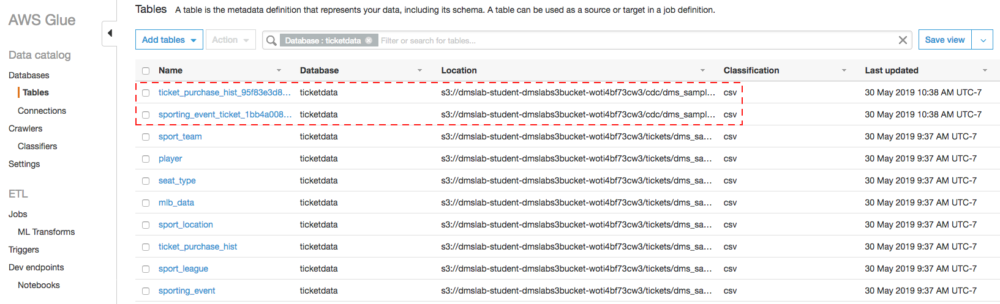 AWS Glue
Data catalog
Databases
Tables
Connections
Crawlers
Classifiers
Settings
ETL
Jobs
ML Transforms
Triggers
Dev endpoints
Notebooks
Tables A table is the metadata definition that represents your data, including its schema. A table can be used as a source or target in a job definition.
Add tables Action Database : ticketdata Filter or search for tables... Save view
Name Database Location Classification Last updated
ticket_purchase_hist_95f83e3d8... ticketdata s3://dmslab-student-dmslabs3bucket-woti4bf73cw3/cdc/dms_sampl... csv 30 May 2019 10:38 AM UTC-7
sporting_event_ticket_1bb4a008... ticketdata s3://dmslab-student-dmslabs3bucket-woti4bf73cw3/cdc/dms_sampl... csv 30 May 2019 10:38 AM UTC-7
sport_team ticketdata s3://dmslab-student-dmslabs3bucket-woti4bf73cw3/tickets/dms_sa... csv 30 May 2019 9:37 AM UTC-7
player ticketdata s3://dmslab-student-dmslabs3bucket-woti4bf73cw3/tickets/dms_sa... csv 30 May 2019 9:37 AM UTC-7
seat_type ticketdata s3://dmslab-student-dmslabs3bucket-woti4bf73cw3/tickets/dms_sa... csv 30 May 2019 9:37 AM UTC-7
mlb_data ticketdata s3://dmslab-student-dmslabs3bucket-woti4bf73cw3/tickets/dms_sa... csv 30 May 2019 9:37 AM UTC-7
sport_location ticketdata s3://dmslab-student-dmslabs3bucket-woti4bf73cw3/tickets/dms_sa... csv 30 May 2019 9:37 AM UTC-7
ticket_purchase_hist ticketdata s3://dmslab-student-dmslabs3bucket-woti4bf73cw3/tickets/dms_sa... csv 30 May 2019 9:37 AM UTC-7
sport_league ticketdata s3://dmslab-student-dmslabs3bucket-woti4bf73cw3/tickets/dms_sa... csv 30 May 2019 9:37 AM UTC-7
sporting_event ticketdata s3://dmslab-student-dmslabs3bucket-woti4bf73cw3/tickets/dms_sa... csv 30 May 2019 9:37 AM UTC-7